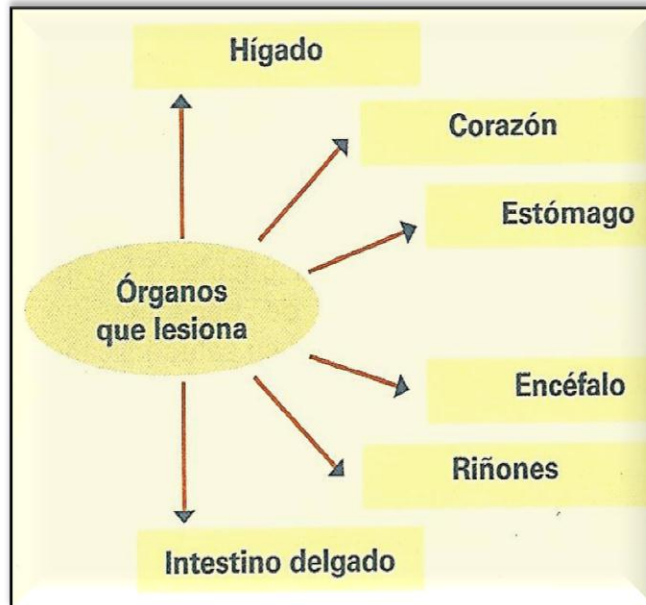 Hígado
Corazón
Estómago
Órganos
que lesiona
Encéfalo
Riñones
Intestino delgado